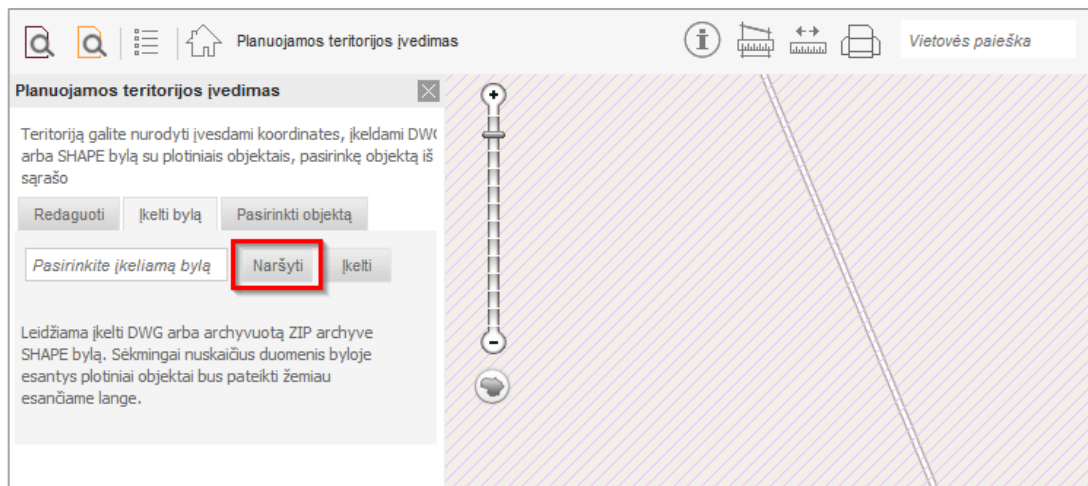 Planuojamos teritorijos įvedimas
Vietovės paieška
Planuojamos teritorijos įvedimas
Teritoriją galite nurodyti įvesdami koordinates, įkeldami DWG
arba SHAPE bylą su plotiniais objektais, pasirinkę objektą iš
sąrašo
Redaguoti
Įkelti bylą
Pasirinkti objektą
Pasirinkite įkeliamą bylą
Naršyti
Įkelti
Leidžiama įkelti DWG arba archyvuotą ZIP archyve
SHAPE bylą. Sėkmingai nuskaičius duomenis byloje
esantys plotiniai objektai bus pateikti žemiau
esančiame lange.